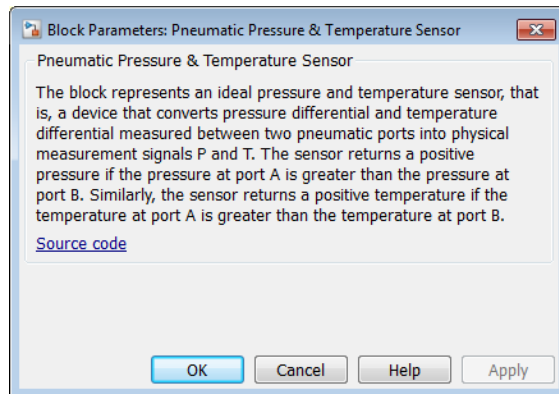 Block Parameters: Pneumatic Pressure & Temperature Sensor
Pneumatic Pressure & Temperature Sensor
The block represents an ideal pressure and temperature sensor, that
is, a device that converts pressure differential and temperature
differential measured between two pneumatic ports into physical
measurement signals P and T. The sensor returns a positive
pressure if the pressure at port A is greater than the pressure at
port B. Similarly, the sensor returns a positive temperature if the
temperature at port A is greater than the temperature at port B.
Source code
OK Cancel Help Apply